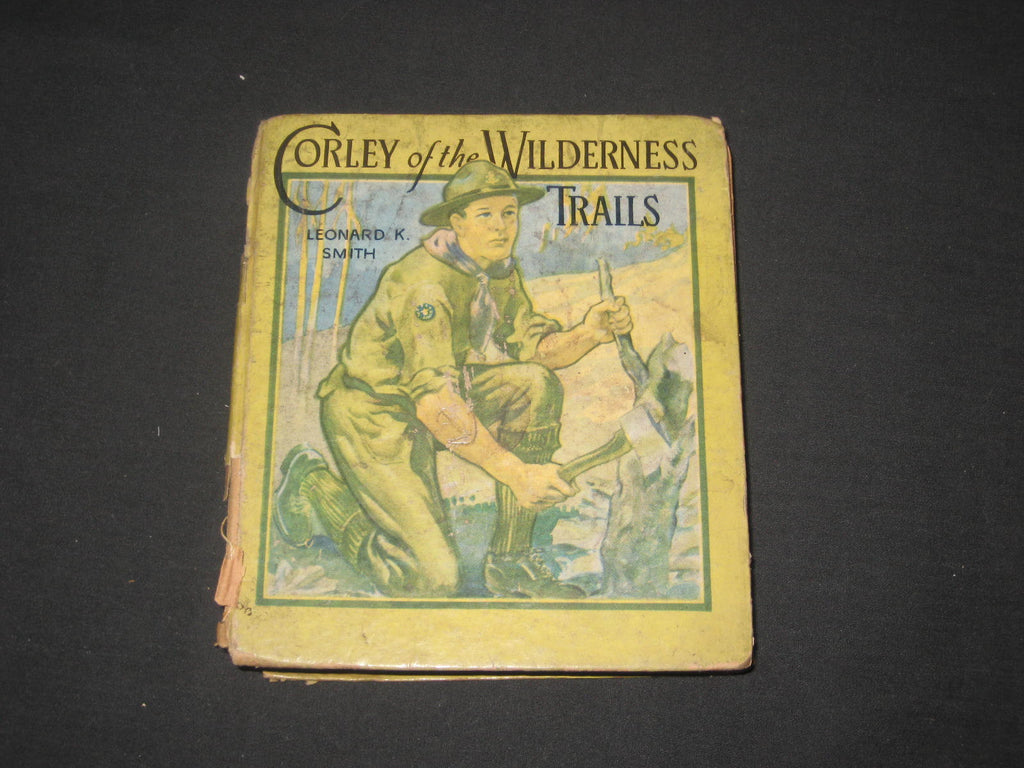 CORLEY of the WILDERNESS
TRAILS
LEONARD K.
SMITH